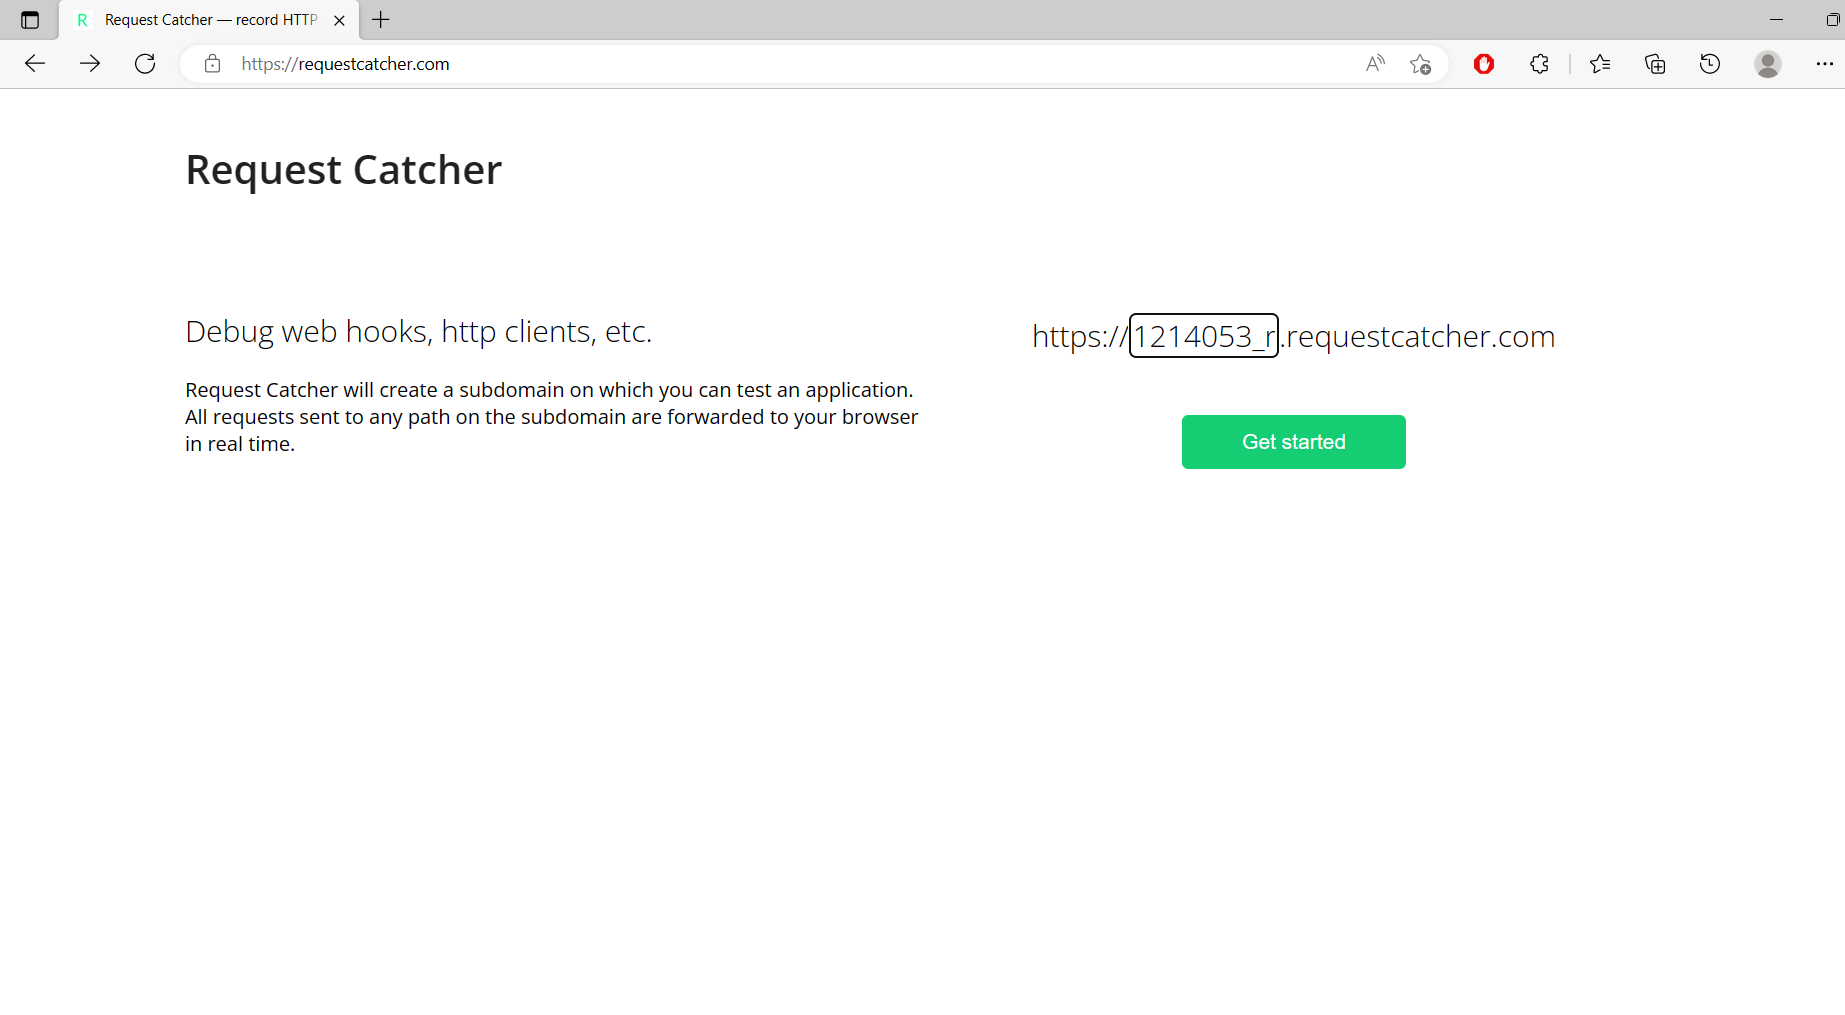 R Request Catcher — record HTTP
https://requestcatcher.com
Request Catcher
Debug web hooks, http clients, etc.
Request Catcher will create a subdomain on which you can test an application.
All requests sent to any path on the subdomain are forwarded to your browser
in real time.
https://1214053_r.requestcatcher.com
Get started